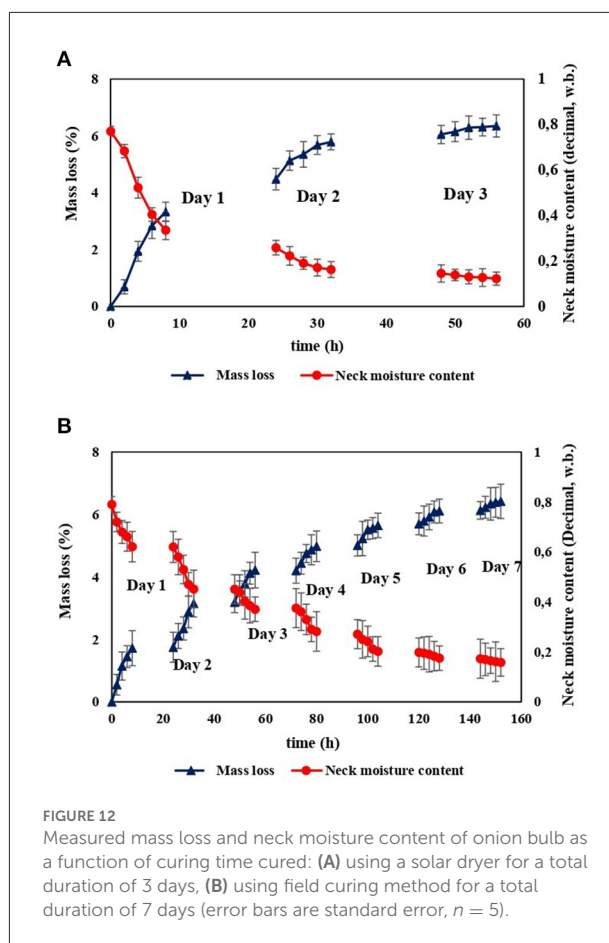 A
8
6
4
2
0
Mass loss (%)
1
0,8
0,6
0,4
0,2
0
Neck moisture content (decimal, w.b.)
Day 1
Day 2
Day 3
0 10 20 30 40 50 60
time (h)
Mass loss Neck moisture content
B
8
6
4
2
0
Mass loss (%)
1
0,8
0,6
0,4
0,2
0
Neck moisture content (Decimal, w.b.)
Day 1
Day 2
Day 3
Day 4
Day 5
Day 6
Day 7
0 20 40 60 80 100 120 140 160
time (h)
Mass loss Neck moisture content
FIGURE 12
Measured mass loss and neck moisture content of onion bulb as
a function of curing time cured: (A) using a solar dryer for a total
duration of 3 days, (B) using field curing method for a total
duration of 7 days (error bars are standard error, n = 5).